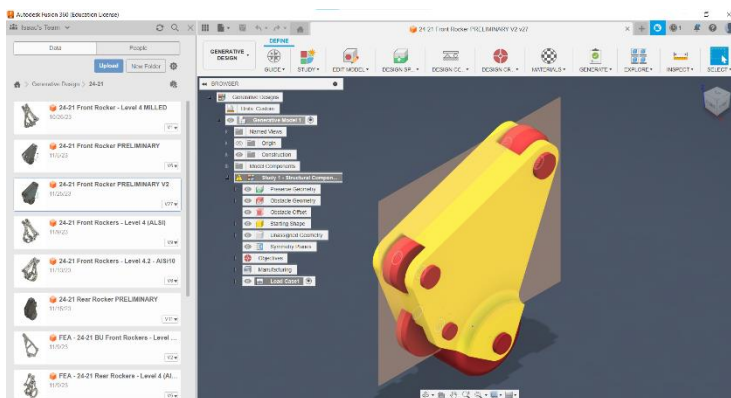 Autodesk Fusion 360 (Education License)
Isaac's Team
24-21 Front Rocker PRELIMINARY V2 v27
Data
People
Upload
New Folder
Generative Designs > 24-21
24-21 Front Rocker - Level 4 MILLED
24-21 Front Rocker PRELIMINARY
24-21 Front Rocker PRELIMINARY V2
V27
24-21 Front Rockers - Level 4 (ALSI)
24-21 Front Rockers - Level 4.2 - AlSi10
24-21 Rear Rocker PRELIMINARY
FEA - 24-21 BU Front Rockers - Level ...
FEA - 24-21 Rear Rockers - Level 4 (Al...
DEFINE
GENERATIVE DESIGN
GUIDE
STUDY
EDIT MODEL
DESIGN SP...
DESIGN CO...
DESIGN CR...
MATERIALS
GENERATE
EXPLORE
INSPECT
SELECT
BROWSER
Generative Designs
Units: Custom
Generative Model 1
Named Views
Origin
Construction
Model Components
Study 1 - Structural Compon...
Preserve Geometry
Obstacle Geometry
Obstacle Offset
Starting Shape
Unassigned Geometry
Symmetry Planes
Objectives
Manufacturing
Load Case1